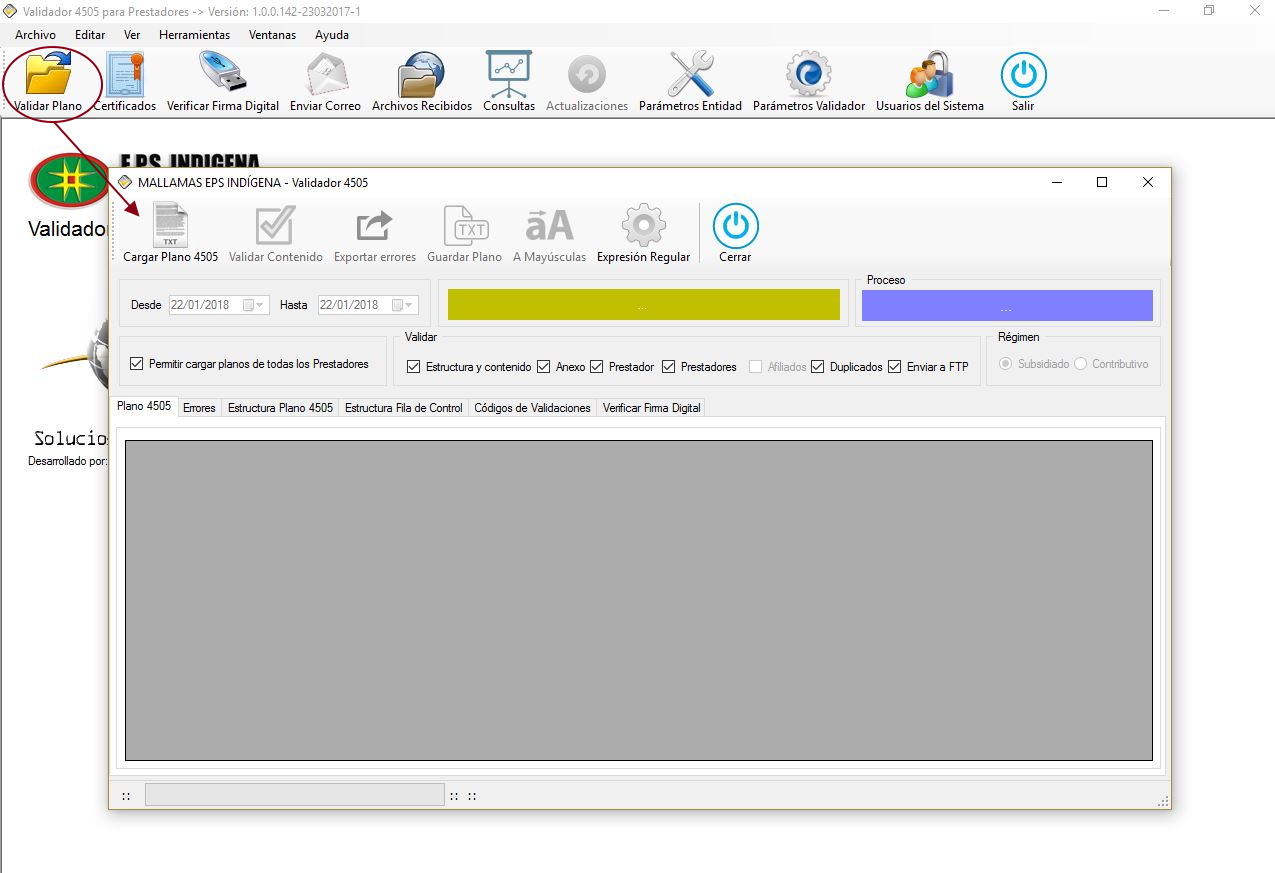 Validador 4505 para Prestadores -> Versión: 1.0.0.142-23032017-1
Archivo Editar Ver Herramientas Ventanas Ayuda
Validar Plano Certificados Verificar Firma Digital Enviar Correo Archivos Recibidos Consultas Actualizaciones Parámetros Entidad Parámetros Validador Usuarios del Sistema Salir
EPS INDIGENA
MALLAMAS EPS INDÍGENA - Validador 4505
Validador
TXT TXT āA
Cargar Plano 4505 Validar Contenido Exportar errores Guardar Plano A Mayúsculas Expresión Regular Cerrar
Proceso
Desde 22/01/2018 Hasta 22/01/2018 ... ...
Validar Régimen
Permitir cargar planos de todas los Prestadores Estructura y contenido Anexo Prestador Prestadores Afiliados Duplicados Enviar a FTP Subsidiado Contributivo
Plano 4505 Errores Estructura Plano 4505 Estructura Fila de Control Códigos de Validaciones Verificar Firma Digital
Solucio
Desarrollado por:
:: :: ::